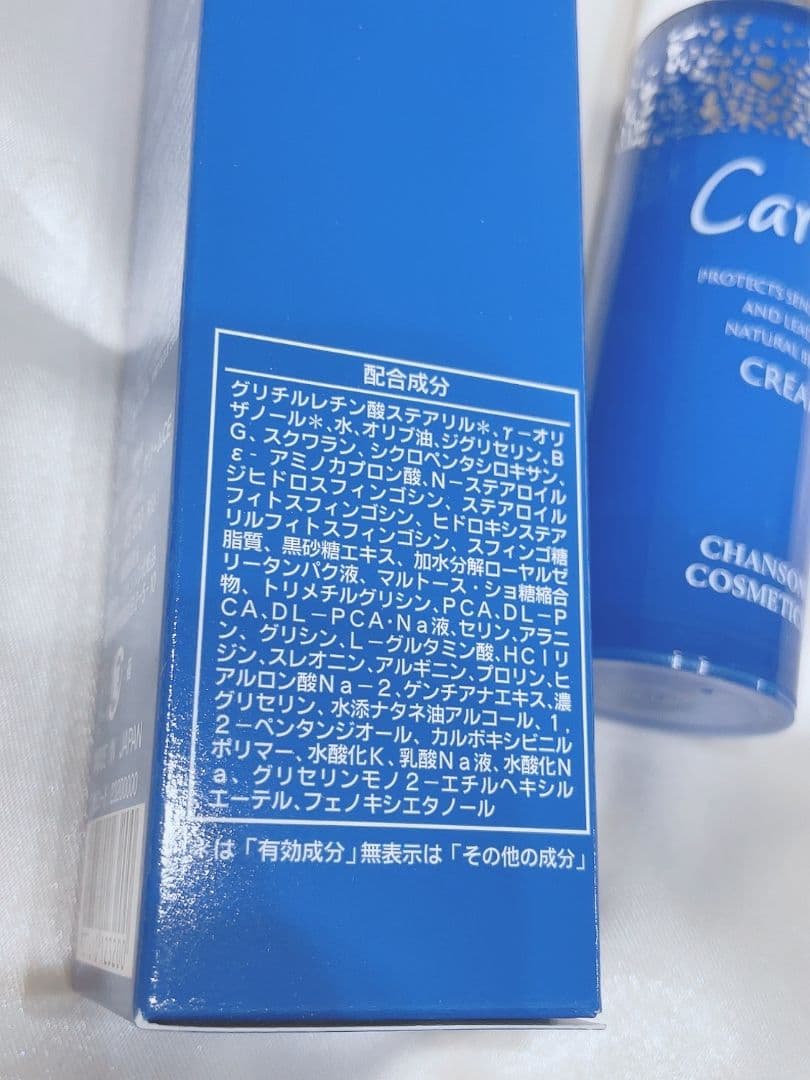 配合成分
グリチルレチン酸ステアリル＊、γ－オリ
ザノール＊、水、オリブ油、ジグリセリン、B
G、スクワラン、シクロペンタシロキサン、
ε-アミノカプロン酸、N－ステアロイル
ジヒドロスフィンゴシン、ステアロイル
フィトスフィンゴシン、ヒドロキシステア
リルフィトスフィンゴシン、スフィンゴ糖
脂質、黒砂糖エキス、加水分解ローヤルゼ
リータンパク液、マルトース・ショ糖縮合
物、トリメチルグリシン、PCA、DL－P
CA、DL－PCA・Na液、セリン、アラニ
ン、グリシン、L－グルタミン酸、HClリ
ジン、スレオニン、アルギニン、プロリン、ヒ
アルロン酸Na－2、ゲンチアナエキス、濃
グリセリン、水添ナタネ油アルコール、1,
2－ペンタンジオール、カルボキシビニル
ポリマー、水酸化K、乳酸Na液、水酸化N
a、グリセリンモノ2－エチルヘキシル
エーテル、フェノキシエタノール
＊は「有効成分」無表示は「その他の成分」
Car
PROTECTS SEN
AND LEA
NATURAL
CREA
CHANSO
COSMETIC
JAPAN